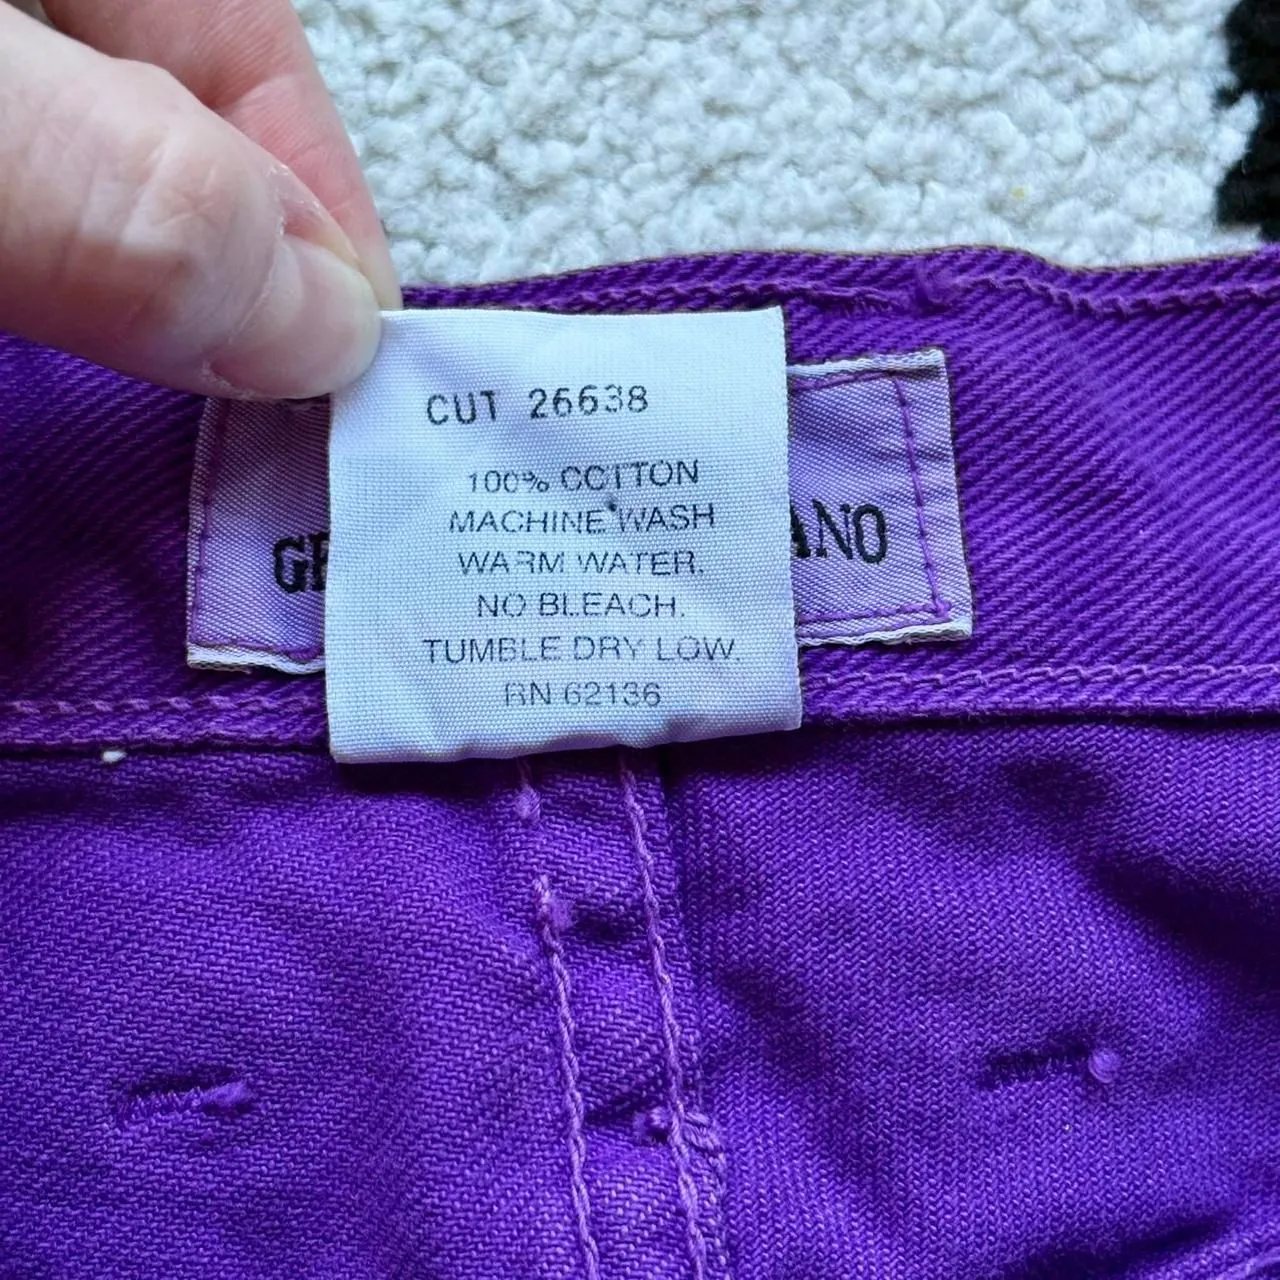 CUT 26638
100% COTTON
MACHINE WASH
WARM WATER.
NO BLEACH.
TUMBLE DRY LOW.
RN 62136